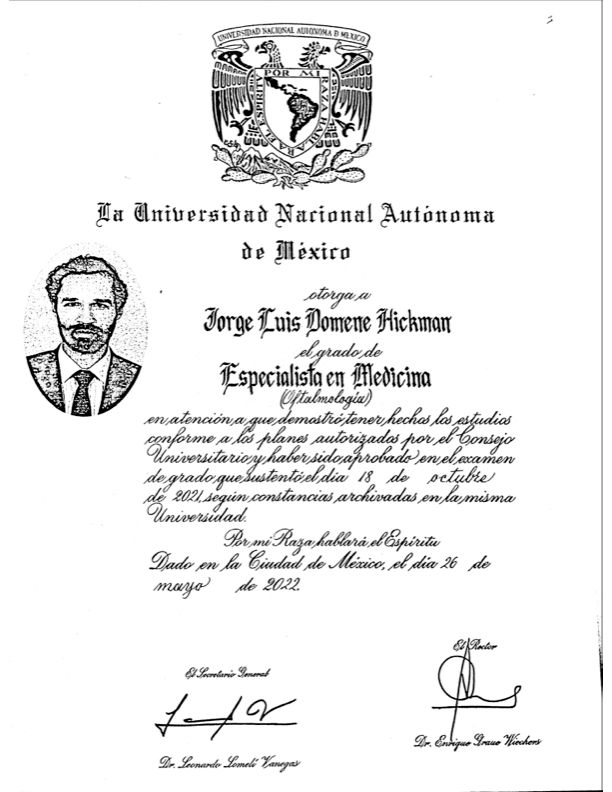 UNIVERSIDAD NACIONAL AUTONOMA D MEXICO
POR MI RAZA HABLARA EL ESPIRITU
La Universidad Nacional Autónoma
de México
otorga a
Jorge Luis Domene Hickman
el grado de
Especialista en Medicina
(Oftalmología)
en atención a que demostró tener hechos los estudios
conforme a los planes autorizados por el Consejo
Universitario y haber sido aprobado en el examen
de grado que sustentó el día 18 de octubre
de 2021, según constancias archivadas en la misma
Universidad.
Por mi Raza hablará el Espíritu
Dado en la Ciudad de México, el día 26 de
mayo de 2022.
El Rector
El Secretario General
Dr. Enrique Graue Wiechers
Dr. Leonardo Lomelí Vanegas